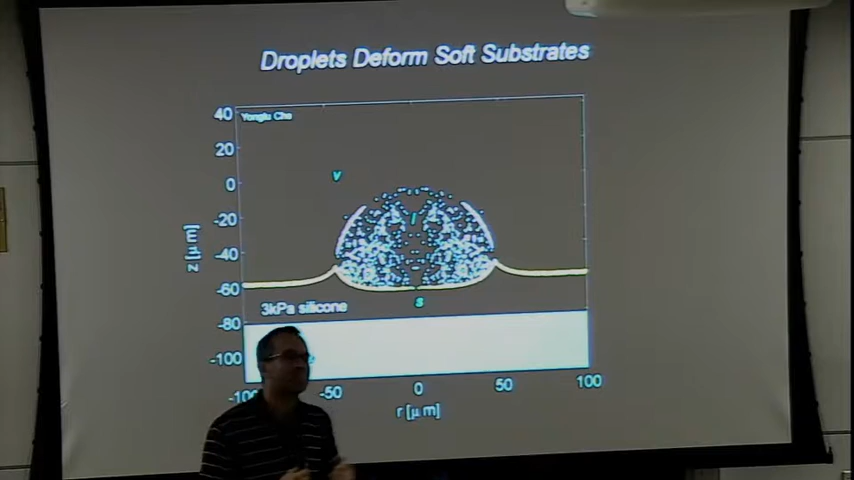 Droplets Deform Soft Substrates
40
20
0
-20
-40
-60
-80
-100
z [μm]
v
l
s
3kPa silicone
-50
0
50
100
r [μm]